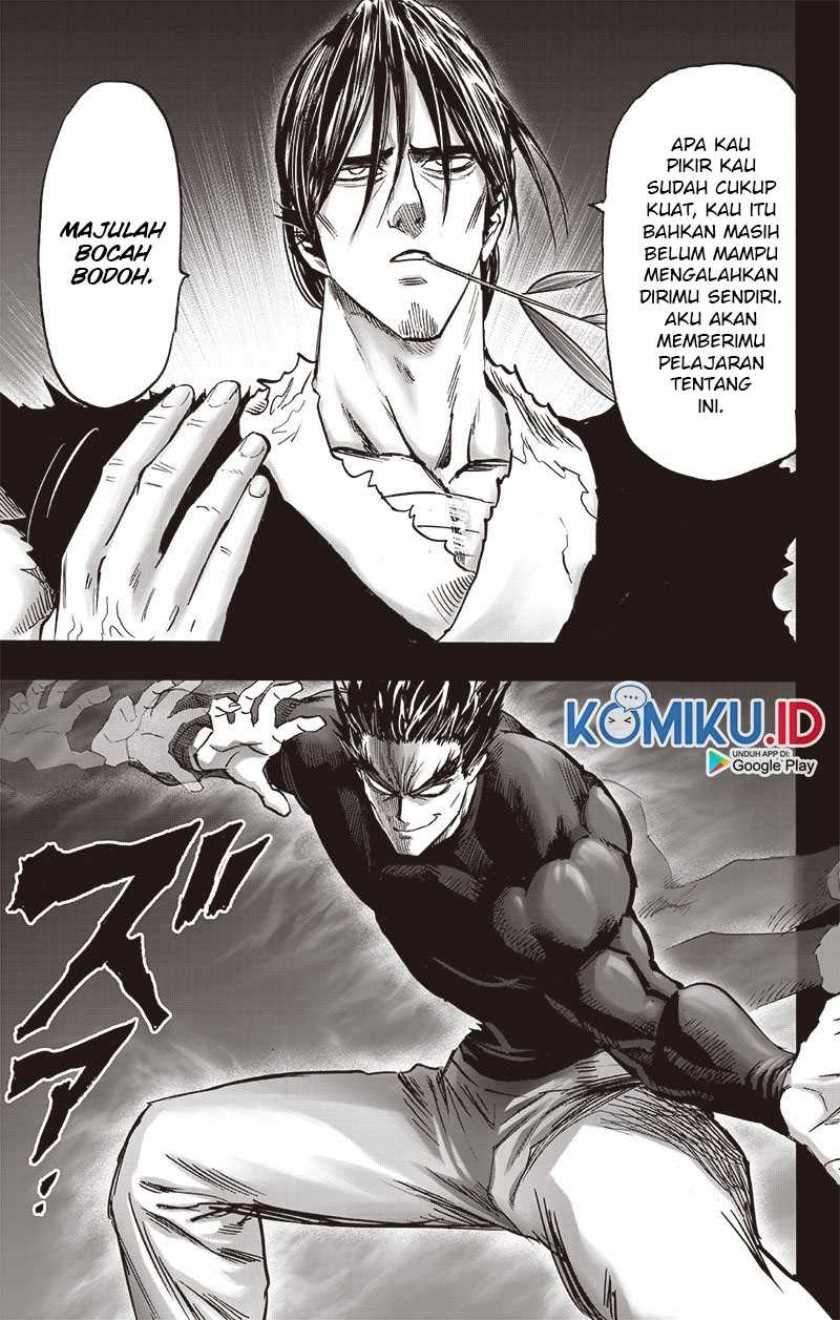 APA KAU
PIKIR KAU
SUDAH CUKUP
KUAT, KAU ITU
BAHKAN MASIH
BELUM MAMPU
MENGALAHKAN
DIRIMU SENDIRI.
AKU AKAN
MEMBERIMU
PELAJARAN
TENTANG
INI.
MAJULAH
BOCAH
BODOH.
KOMIKU.ID
UNDUH APP DI:
Google Play
ズ
ァ